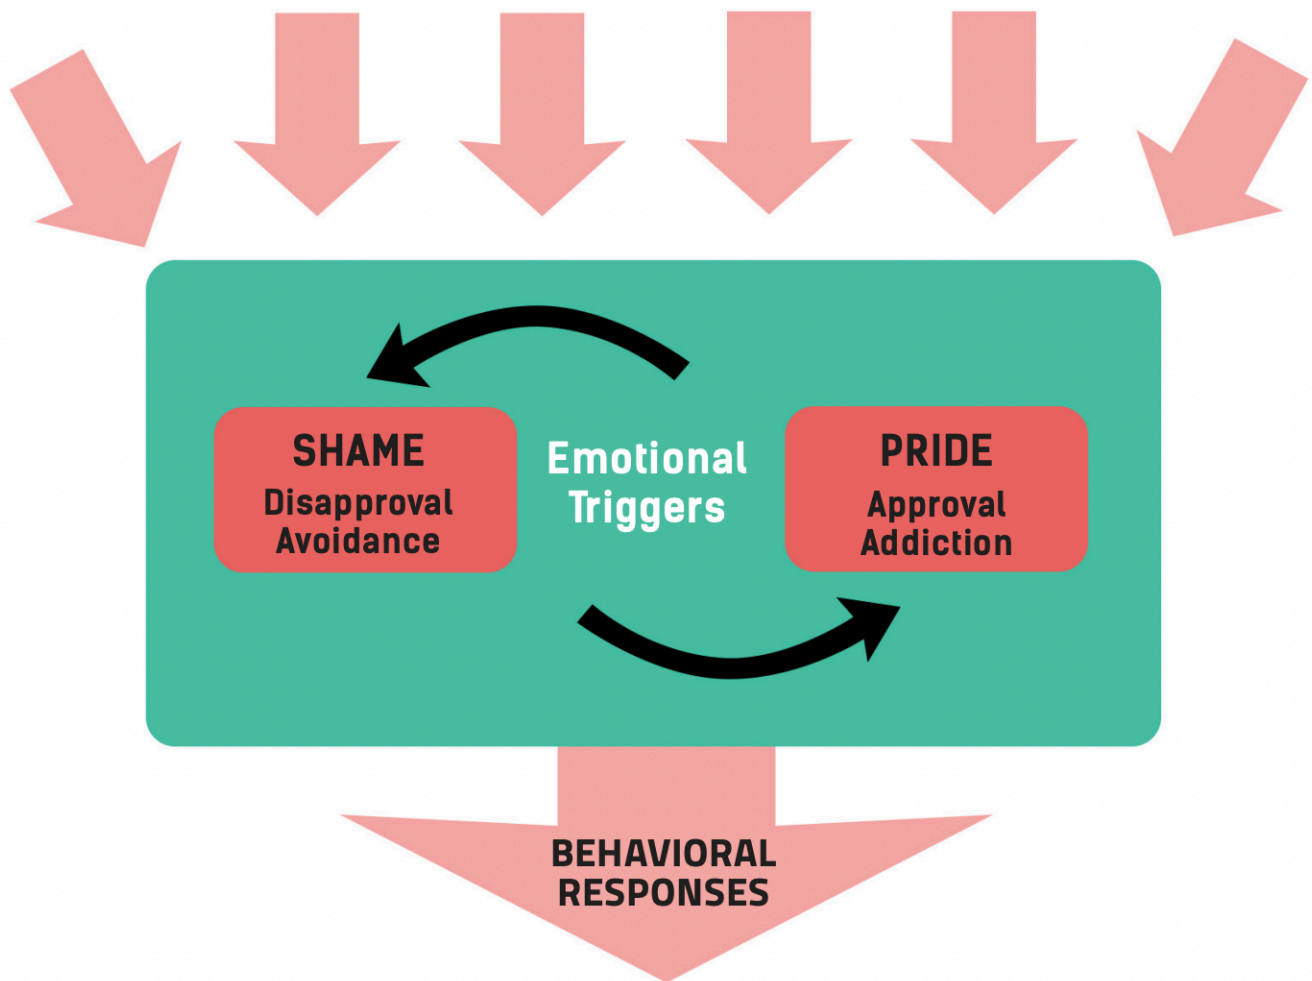 SHAME
Disapproval
Avoidance
Emotional
Triggers
PRIDE
Approval
Addiction
BEHAVIORAL
RESPONSES